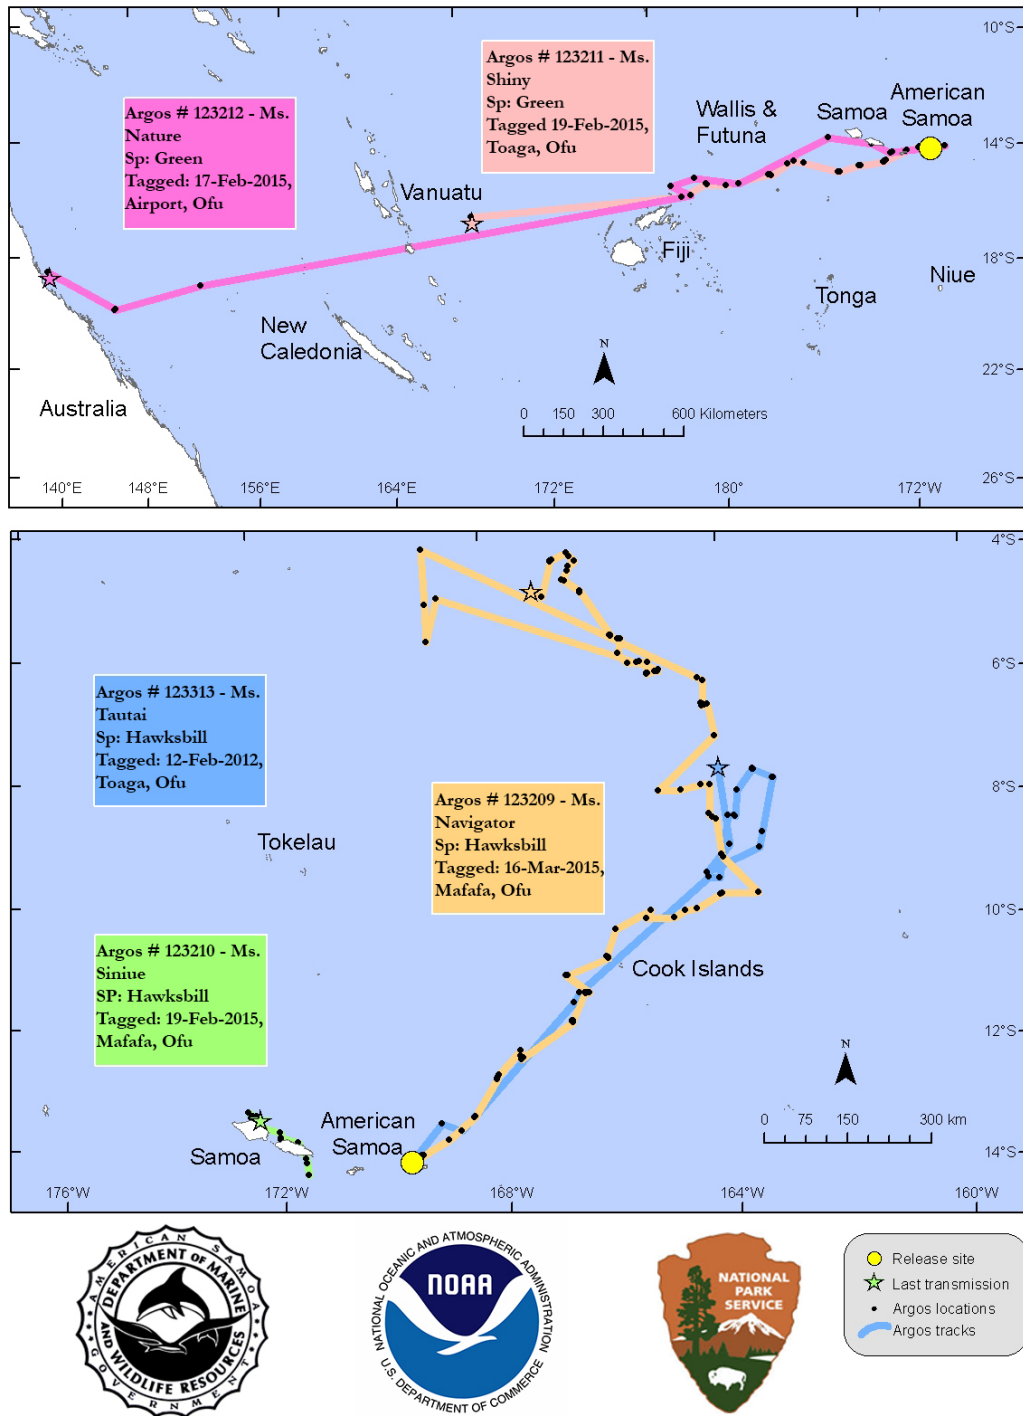 10°S
14°S
18°S
22°S
26°S
140°E
148°E
156°E
164°E
172°E
180°
172°W
Argos # 123212 - Ms.
Nature
Sp: Green
Tagged: 17-Feb-2015,
Airport, Ofu
Argos # 123211 - Ms.
Shiny
Sp: Green
Tagged 19-Feb-2015,
Toaga, Ofu
Wallis &
Futuna
Samoa
American
Samoa
Vanuatu
Fiji
Tonga
Niue
New
Caledonia
Australia
N
0 150 300 600 Kilometers
4°S
6°S
8°S
10°S
12°S
14°S
176°W
172°W
168°W
164°W
160°W
Argos # 123313 - Ms.
Tautai
Sp: Hawksbill
Tagged: 12-Feb-2012,
Toaga, Ofu
Argos # 123209 - Ms.
Navigator
Sp: Hawksbill
Tagged: 16-Mar-2015,
Mafafa, Ofu
Tokelau
Argos # 123210 - Ms.
Siniue
SP: Hawksbill
Tagged: 19-Feb-2015,
Mafafa, Ofu
Cook Islands
American
Samoa
Samoa
N
0 75 150 300 km
AMERICAN SAMOA
GOVERNMENT
DEPARTMENT OF MARINE
AND WILDLIFE RESOURCES
NATIONAL OCEANIC AND ATMOSPHERIC ADMINISTRATION
U.S. DEPARTMENT OF COMMERCE
NOAA
NATIONAL
PARK
SERVICE
Release site
Last transmission
Argos locations
Argos tracks